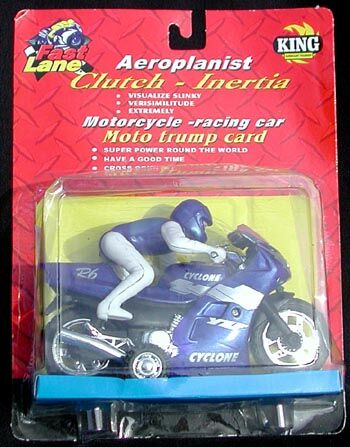 Fast
Lane
Aeroplanist
KING
Clutch - Inertia
• VISUALIZE SLINKY
• VERISIMILITUDE
• EXTREMELY
Motorcycle -racing car
Moto trump card
• SUPER POWER ROUND THE WORLD
• HAVE A GOOD TIME
R6
CYCLONE
CYCLONE